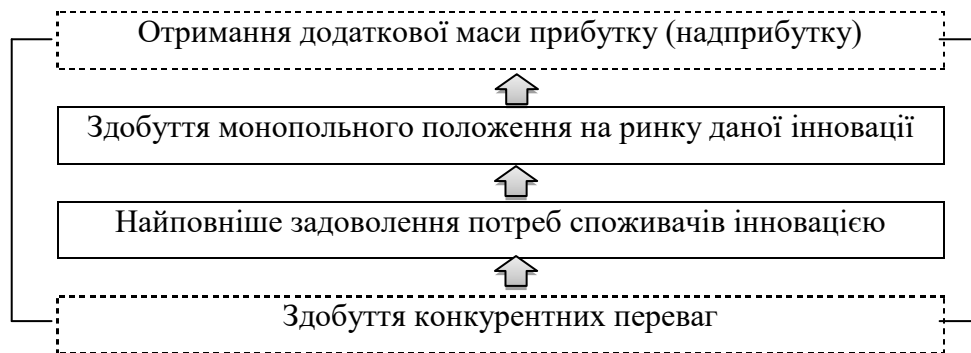 Отримання додаткової маси прибутку (надприбутку)
Здобуття монопольного положення на ринку даної інновації
Найповніше задоволення потреб споживачів інновацією
Здобуття конкурентних переваг